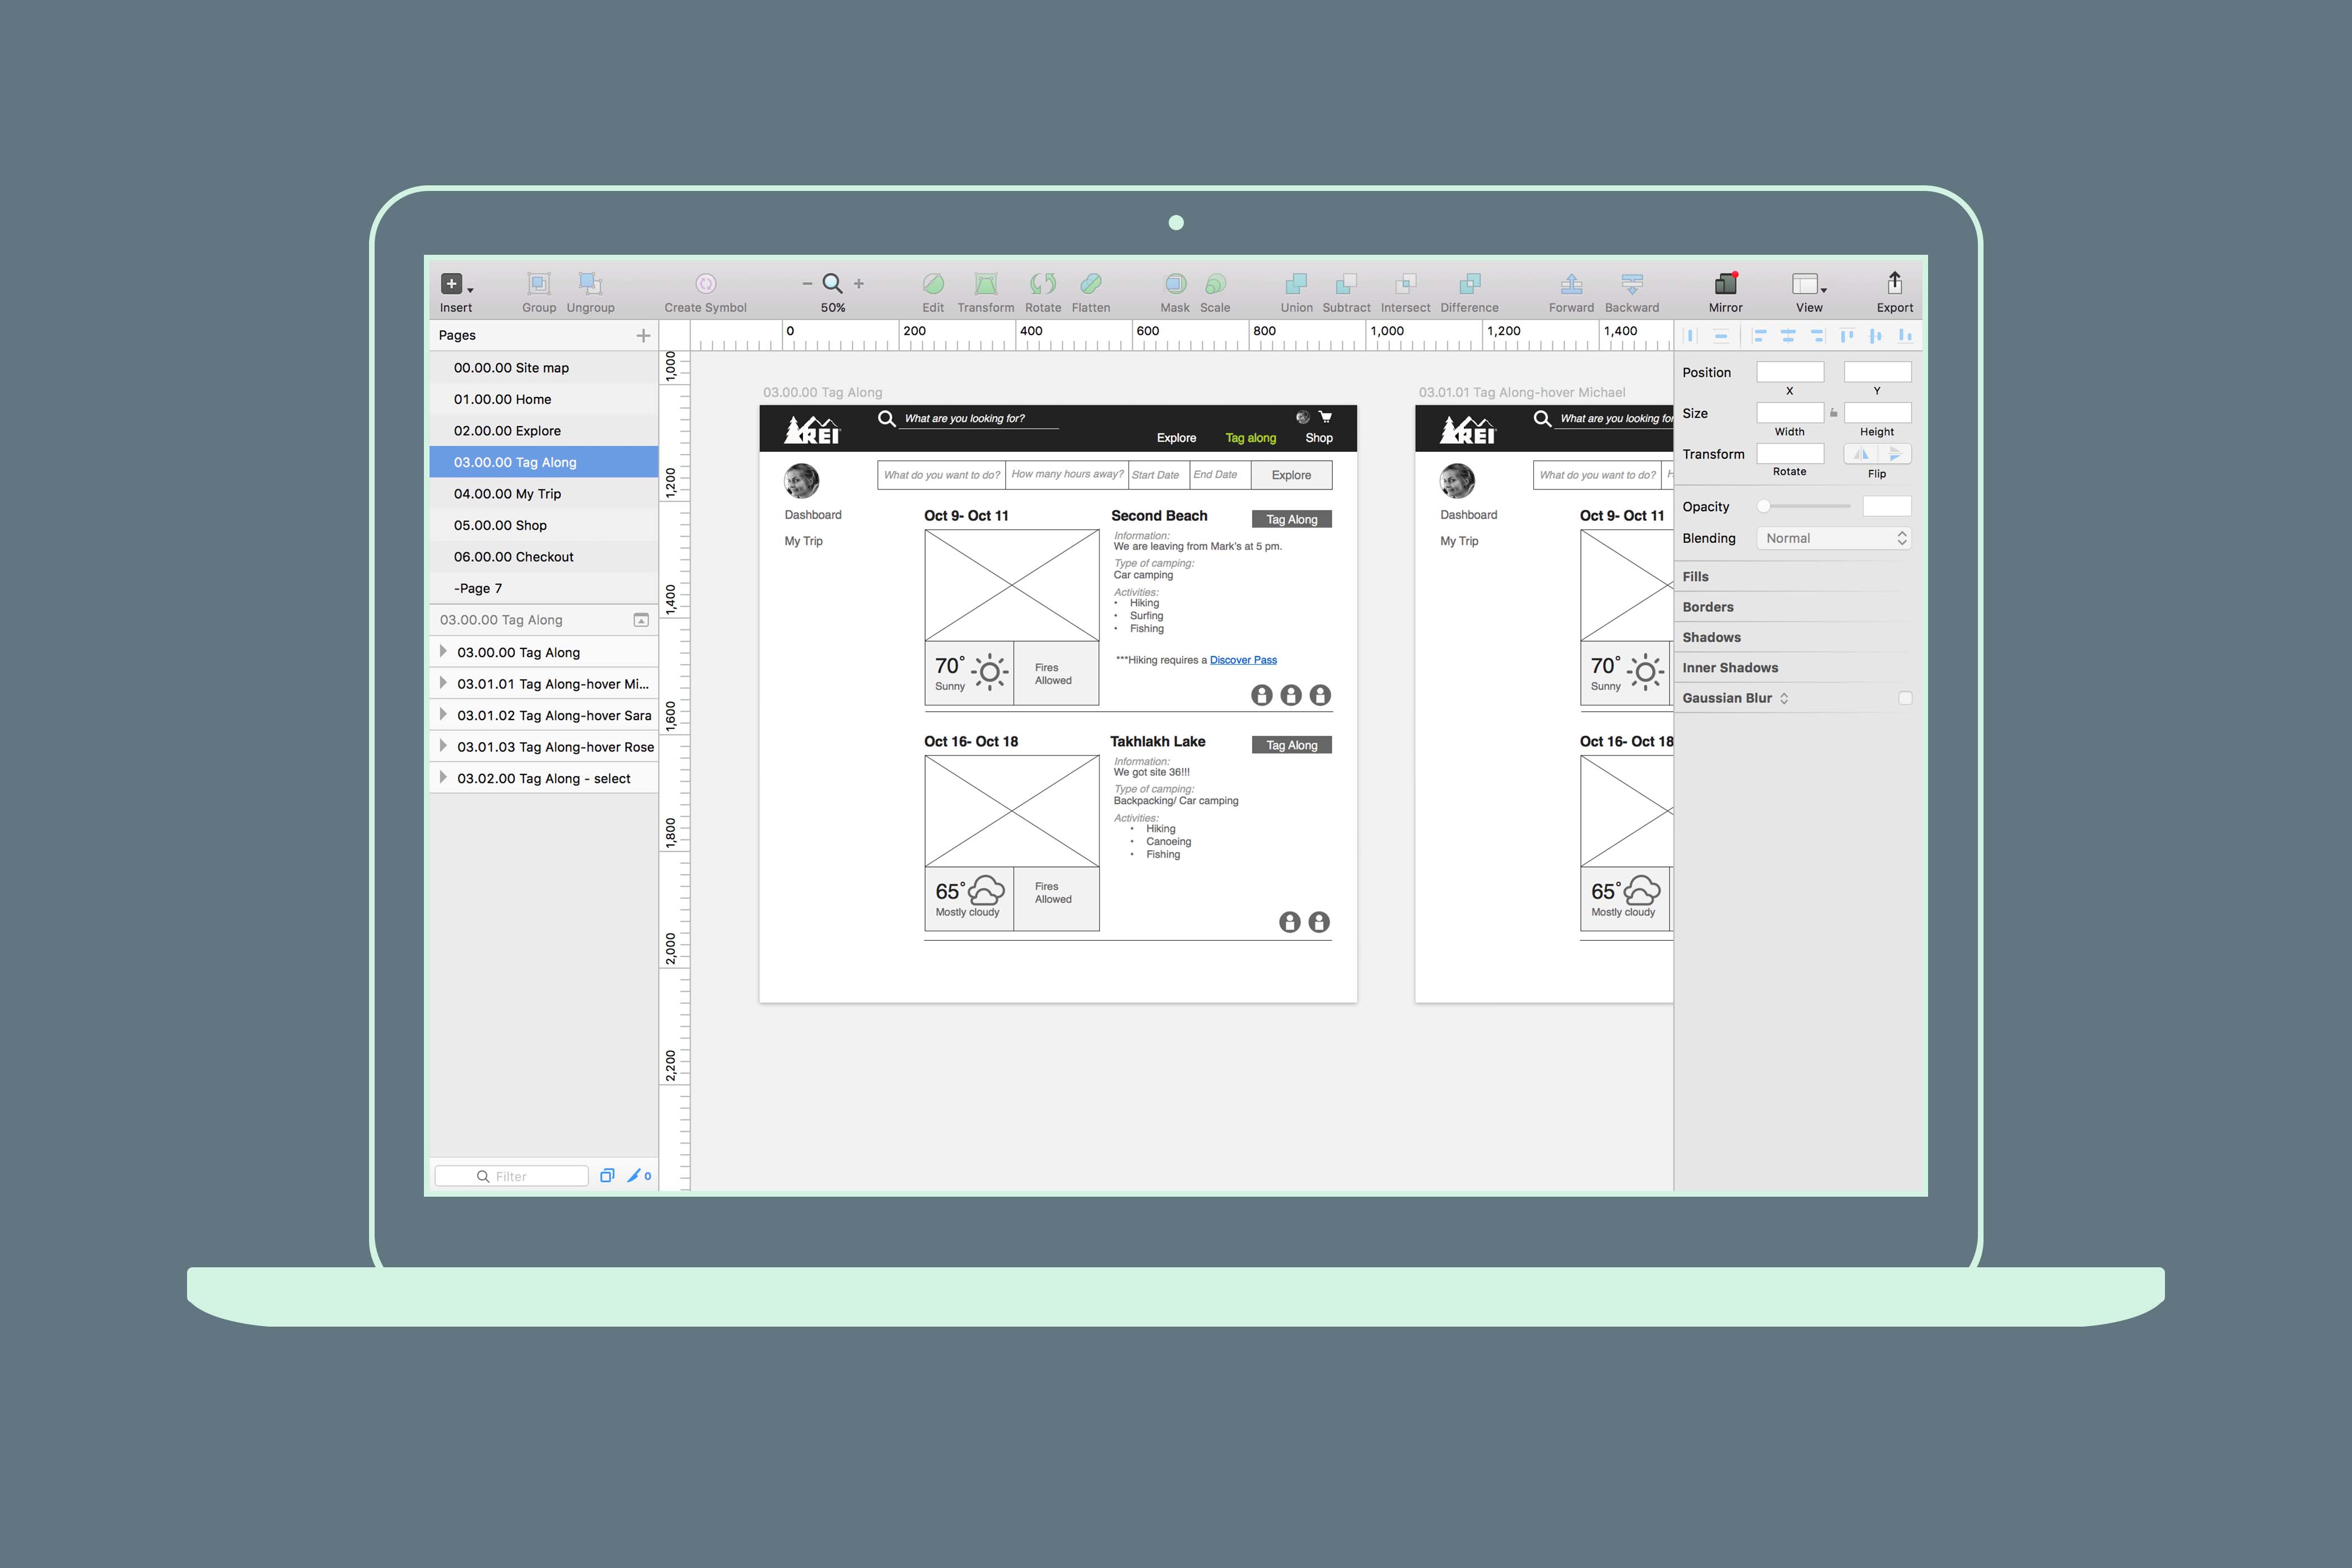 Insert
Group
Ungroup
Create Symbol
50%
Edit
Transform
Rotate
Flatten
Mask
Scale
Union
Subtract
Intersect
Difference
Forward
Backward
Mirror
View
Export
Pages
00.00.00 Site map
01.00.00 Home
02.00.00 Explore
03.00.00 Tag Along
04.00.00 My Trip
05.00.00 Shop
06.00.00 Checkout
-Page 7
03.00.00 Tag Along
03.00.00 Tag Along
03.01.01 Tag Along-hover Mi...
03.01.02 Tag Along-hover Sara
03.01.03 Tag Along-hover Rose
03.02.00 Tag Along - select
Filter
0
0
200
400
600
800
1,000
1,200
1,400
1,000
1,200
1,400
1,600
1,800
2,000
2,200
03.00.00 Tag Along
REI
What are you looking for?
Explore
Tag along
Shop
Dashboard
My Trip
What do you want to do?
How many hours away?
Start Date
End Date
Explore
Oct 9- Oct 11
Second Beach
Tag Along
Information:
We are leaving from Mark's at 5 pm.
Type of camping:
Car camping
Activities:
• Hiking
• Surfing
• Fishing
***Hiking requires a Discover Pass
70°
Sunny
Fires
Allowed
Oct 16- Oct 18
Takhlakh Lake
Tag Along
Information:
We got site 36!!!
Type of camping:
Backpacking/ Car camping
Activities:
• Hiking
• Canoeing
• Fishing
65°
Mostly cloudy
Fires
Allowed
03.01.01 Tag Along-hover Michael
REI
What are you looking for
Dashboard
My Trip
What do you want to do?
H
Oct 9- Oct 11
70°
Sunny
Oct 16- Oct 18
65°
Mostly cloudy
Position
X
Y
Size
Width
Height
Transform
Rotate
Flip
Opacity
Blending
Normal
Fills
Borders
Shadows
Inner Shadows
Gaussian Blur